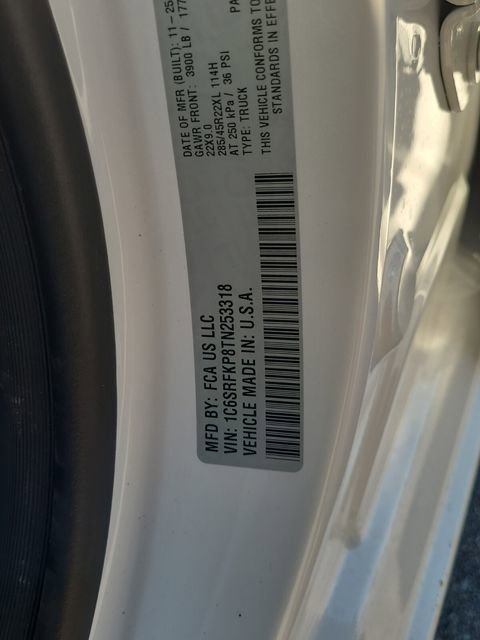 MFD BY: FCA US LLC
VIN: 1C6SRFKP8TN253318
VEHICLE MADE IN: U.S.A.
DATE OF MFR (BUILT): 11-25
GAWR FRONT: 3900 LB / 177
22X9.0
285/45R22XL 114H
AT 250 kPa / 36 PSI
TYPE: TRUCK
THIS VEHICLE CONFORMS TO
STANDARDS IN EFFE
PA